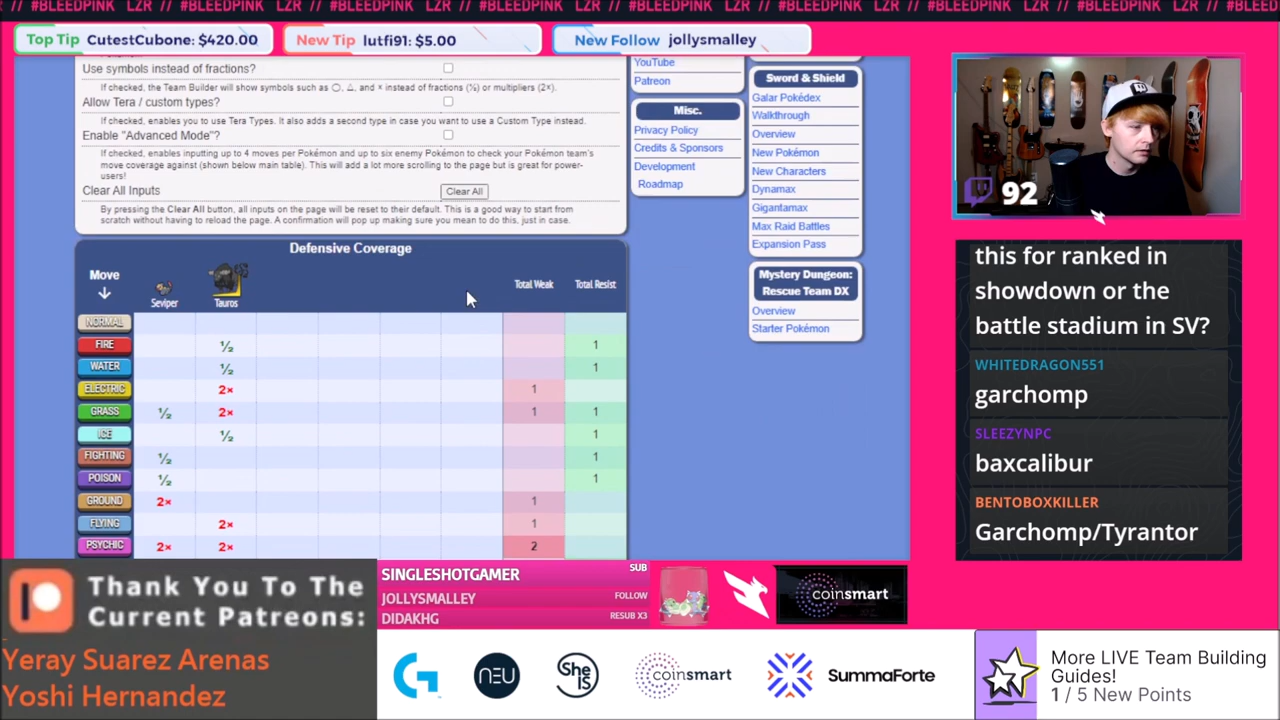 // #BLEEDPINK LZR // #BLEEDPINK LZR // #BLEEDPINK LZR // #BLEEDPINK LZR // #BLEEDPINK LZR // #BLEEDPINK LZR // #BLEED
Top Tip CutestCubone: $420.00
New Tip lutfi91: $5.00
New Follow jollysmalley
Use symbols instead of fractions?
If checked, the Team Builder will show symbols such as ◯, △, and × instead of fractions (½) or multipliers (2×).
Allow Tera / custom types?
If checked, enables you to use Tera Types. It also adds a second type in case you want to use a Custom Type instead.
Enable "Advanced Mode"?
If checked, enables inputting up to 4 moves per Pokémon and up to six enemy Pokémon to check your Pokémon team's
move coverage against (shown below main table). This will add a lot more scrolling to the page but is great for power-
users!
Clear All Inputs
Clear All
By pressing the Clear All button, all inputs on the page will be reset to their default. This is a good way to start from
scratch without having to reload the page. A confirmation will pop up making sure you mean to do this, just in case.
Defensive Coverage
Move
↓
Seviper Tauros Total Weak Total Resist
NORMAL
FIRE ½ 1
WATER ½ 1
ELECTRIC 2× 1
GRASS ½ 2× 1 1
ICE ½ 1
FIGHTING ½ 1
POISON ½ 1
GROUND 2× 1
FLYING 2× 1
PSYCHIC 2× 2× 2
YouTube
Patreon
Misc.
Privacy Policy
Credits & Sponsors
Development
Roadmap
Sword & Shield
Galar Pokédex
Walkthrough
Overview
New Pokémon
New Characters
Dynamax
Gigantamax
Max Raid Battles
Expansion Pass
Mystery Dungeon:
Rescue Team DX
Overview
Starter Pokémon
92
this for ranked in
showdown or the
battle stadium in SV?
WHITEDRAGON551
garchomp
SLEEZYNPC
baxcalibur
BENTOBOXKILLER
Garchomp/Tyrantor
Thank You To The
Current Patreons:
Yeray Suarez Arenas
Yoshi Hernandez
SINGLESHOTGAMER SUB
JOLLYSMALLEY FOLLOW
DIDAKHG RESUB X3
coinsmart
G
NEU
SheIS
coinsmart
SummaForte
More LIVE Team Building
Guides!
1 / 5 New Points